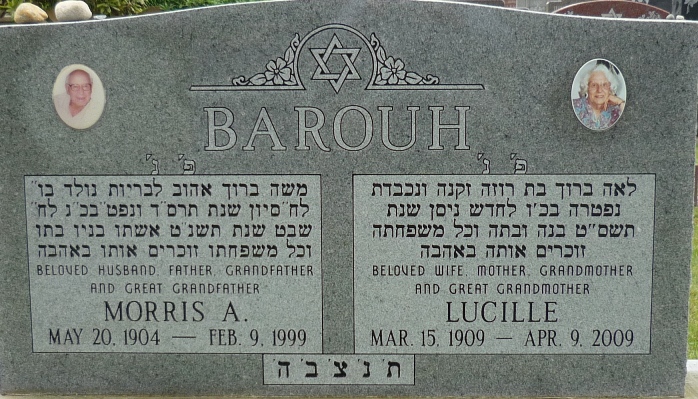 BAROUH
פ״נ
משה ברוך אהוב לבריות נולד בו״
לח״סיון שנת תרס״ד ונפט״בכ״ג לח״
שבט שנת תשנ״ט אשתו בניו בתו
וכל משפחתו זוכרים אותו באהבה
BELOVED HUSBAND, FATHER, GRANDFATHER
AND GREAT GRANDFATHER
MORRIS A.
MAY 20, 1904 — FEB. 9, 1999
פ״נ
לאה ברוך בת רוזה זקנה ונכבדת
נפטרה בכ״ו לחדש ניסן שנת
תשס״ט בנה ובתה וכל משפחתה
זוכרים אותה באהבה
BELOVED WIFE, MOTHER, GRANDMOTHER
AND GREAT GRANDMOTHER
LUCILLE
MAR. 15, 1909 — APR. 9, 2009
ת נ צ ב ה